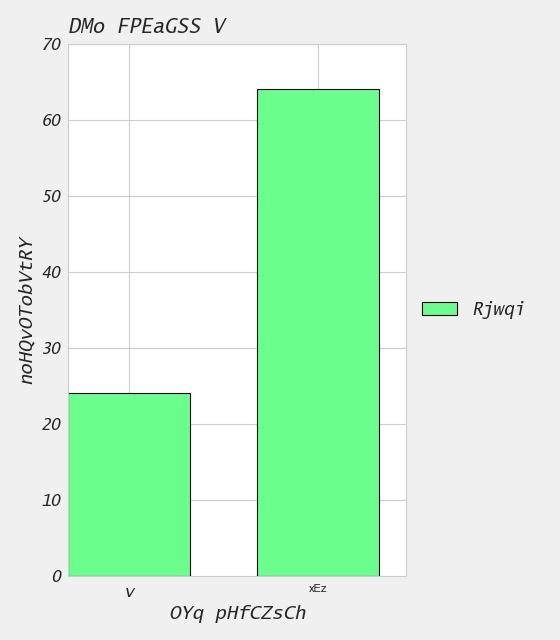 DMo FPEaGSS V
70
60
50
40
30
20
10
0
noHQvOTobVtRY
v
xEz
OYq pHfCZsCh
Rjwqi